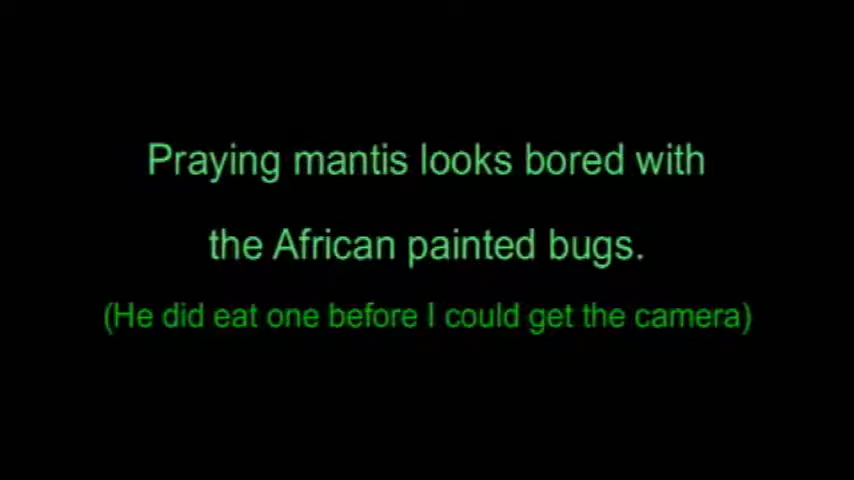 Praying mantis looks bored with
the African painted bugs.
(He did eat one before I could get the camera)